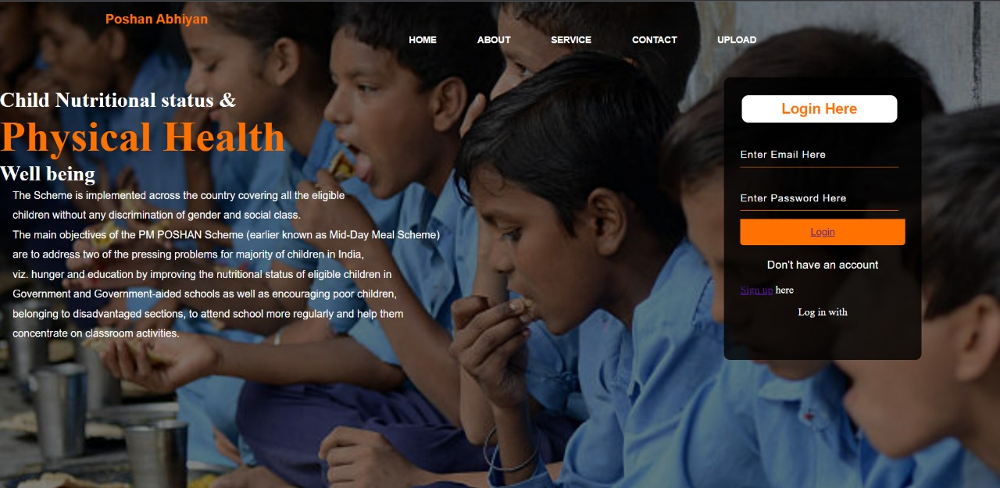 Poshan Abhiyan
HOME ABOUT SERVICE CONTACT UPLOAD
Child Nutritional status &
Physical Health
Well being
The Scheme is implemented across the country covering all the eligible
children without any discrimination of gender and social class.
The main objectives of the PM POSHAN Scheme (earlier known as Mid-Day Meal Scheme)
are to address two of the pressing problems for majority of children in India,
viz. hunger and education by improving the nutritional status of eligible children in
Government and Government-aided schools as well as encouraging poor children,
belonging to disadvantaged sections, to attend school more regularly and help them
concentrate on classroom activities.
Login Here
Enter Email Here
Enter Password Here
Login
Don't have an account
Sign up here
Log in with